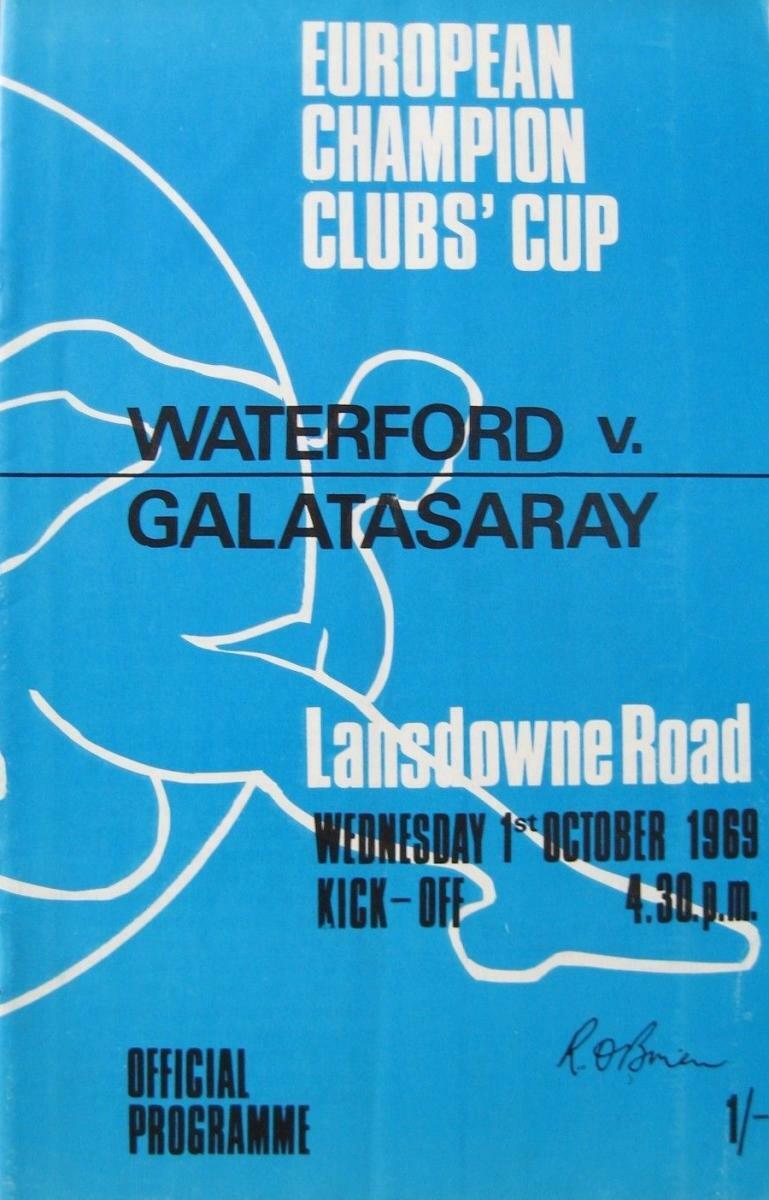 EUROPEAN
CHAMPION
CLUBS' CUP
WATERFORD v.
GALATASARAY
Lansdowne Road
WEDNESDAY 1st OCTOBER 1969
KICK-OFF 4.30.p.m.
R. O'Brien
OFFICIAL
PROGRAMME
1/-